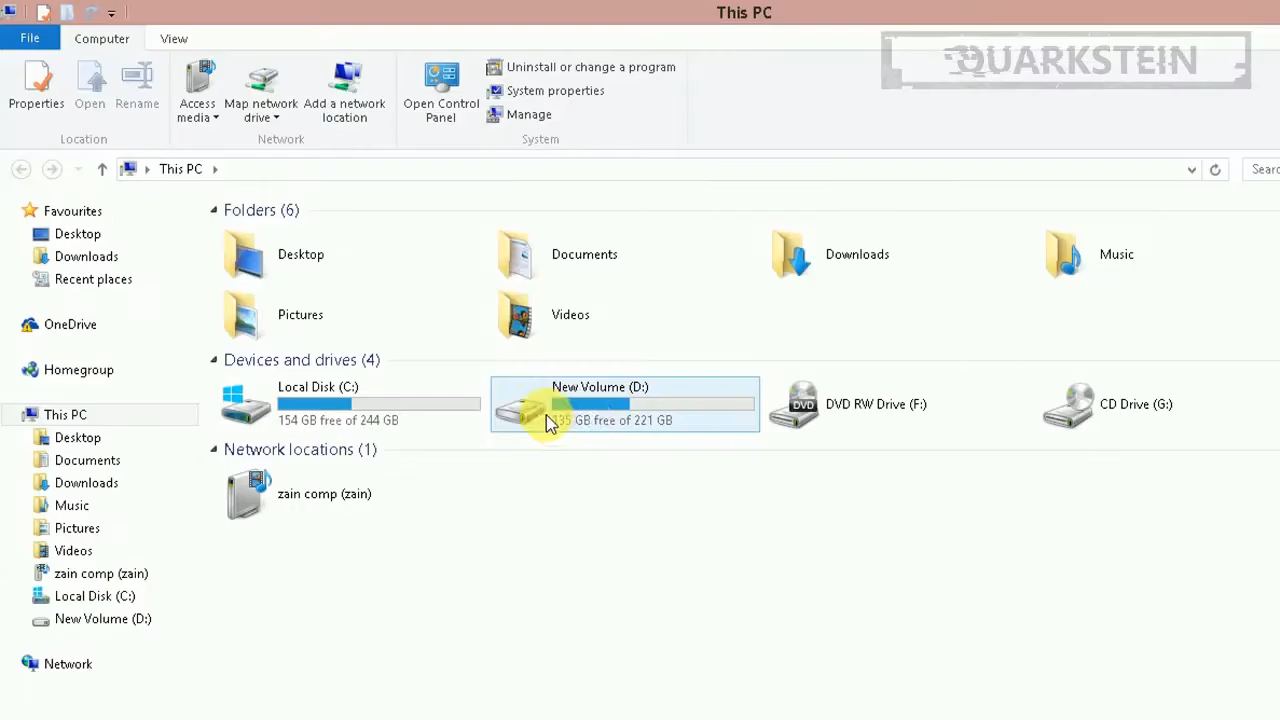 This PC
File
Computer
View
QUARKSTEIN
Properties
Open
Rename
Access media
Map network drive
Add a network location
Open Control Panel
Uninstall or change a program
System properties
Manage
Location
Network
System
This PC
Favourites
Desktop
Downloads
Recent places
OneDrive
Homegroup
This PC
Desktop
Documents
Downloads
Music
Pictures
Videos
zain comp (zain)
Local Disk (C:)
New Volume (D:)
Network
Folders (6)
Desktop
Documents
Downloads
Music
Pictures
Videos
Devices and drives (4)
Local Disk (C:)
154 GB free of 244 GB
New Volume (D:)
GB free of 221 GB
DVD RW Drive (F:)
CD Drive (G:)
Network locations (1)
zain comp (zain)